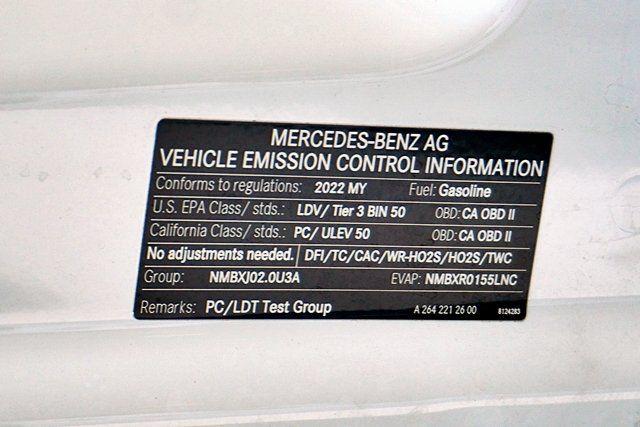 MERCEDES-BENZ AG
VEHICLE EMISSION CONTROL INFORMATION
Conforms to regulations: 2022 MY Fuel: Gasoline
U.S. EPA Class/ stds.: LDV/ Tier 3 BIN 50 OBD: CA OBD II
California Class/ stds.: PC/ ULEV 50 OBD: CA OBD II
No adjustments needed. DFI/TC/CAC/WR-HO2S/HO2S/TWC
Group: NMBXJ02.0U3A EVAP: NMBXR0155LNC
Remarks: PC/LDT Test Group A 264 221 26 00 8124283